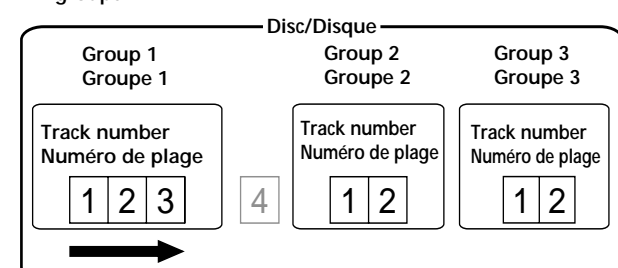 Disc/Disque
Group 1
Groupe 1
Group 2
Groupe 2
Group 3
Groupe 3
Track number
Numéro de plage
1 2 3
4
Track number
Numéro de plage
1 2
Track number
Numéro de plage
1 2